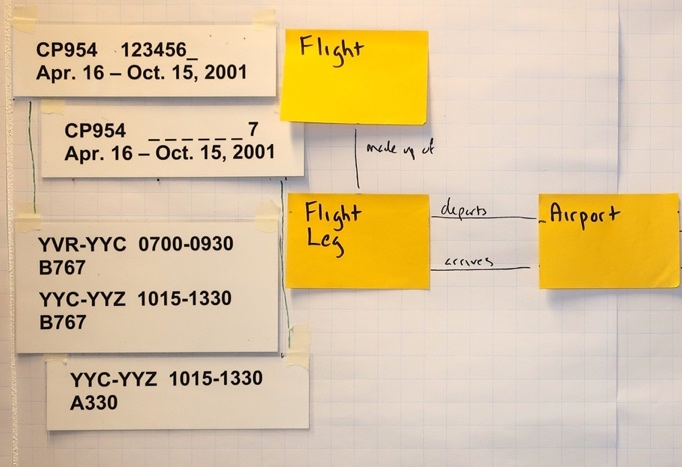 CP954 123456_
Apr. 16 – Oct. 15, 2001
CP954 _ _ _ _ _ _ 7
Apr. 16 – Oct. 15, 2001
YVR-YYC 0700-0930
B767
YYC-YYZ 1015-1330
B767
YYC-YYZ 1015-1330
A330
Flight
made up of
Flight
Leg
departs
arrives
Airport